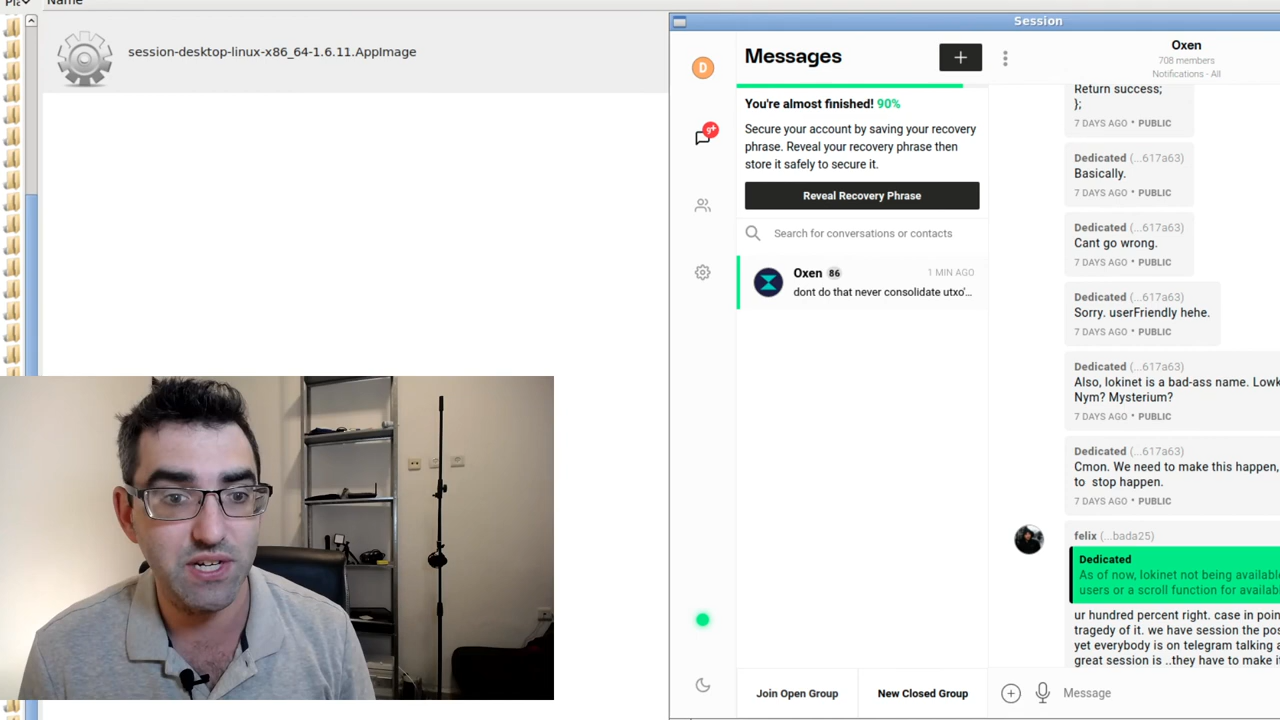 Name
session-desktop-linux-x86_64-1.6.11.AppImage
Session
D
Messages
+
Oxen
708 members
Notifications - All
You're almost finished! 90%
Secure your account by saving your recovery
phrase. Reveal your recovery phrase then
store it safely to secure it.
Reveal Recovery Phrase
Search for conversations or contacts
9+
Oxen 86
1 MIN AGO
dont do that never consolidate utxo'...
Join Open Group
New Closed Group
Return success;
};
7 DAYS AGO • PUBLIC
Dedicated (...617a63)
Basically.
7 DAYS AGO • PUBLIC
Dedicated (...617a63)
Cant go wrong.
7 DAYS AGO • PUBLIC
Dedicated (...617a63)
Sorry. userFriendly hehe.
7 DAYS AGO • PUBLIC
Dedicated (...617a63)
Also, lokinet is a bad-ass name. Lowk
Nym? Mysterium?
7 DAYS AGO • PUBLIC
Dedicated (...617a63)
Cmon. We need to make this happen,
to stop happen.
7 DAYS AGO • PUBLIC
felix (...bada25)
Dedicated
As of now, lokinet not being available
users or a scroll function for availab
ur hundred percent right. case in poin
tragedy of it. we have session the pos
yet everybody is on telegram talking a
great session is ..they have to make i
Message